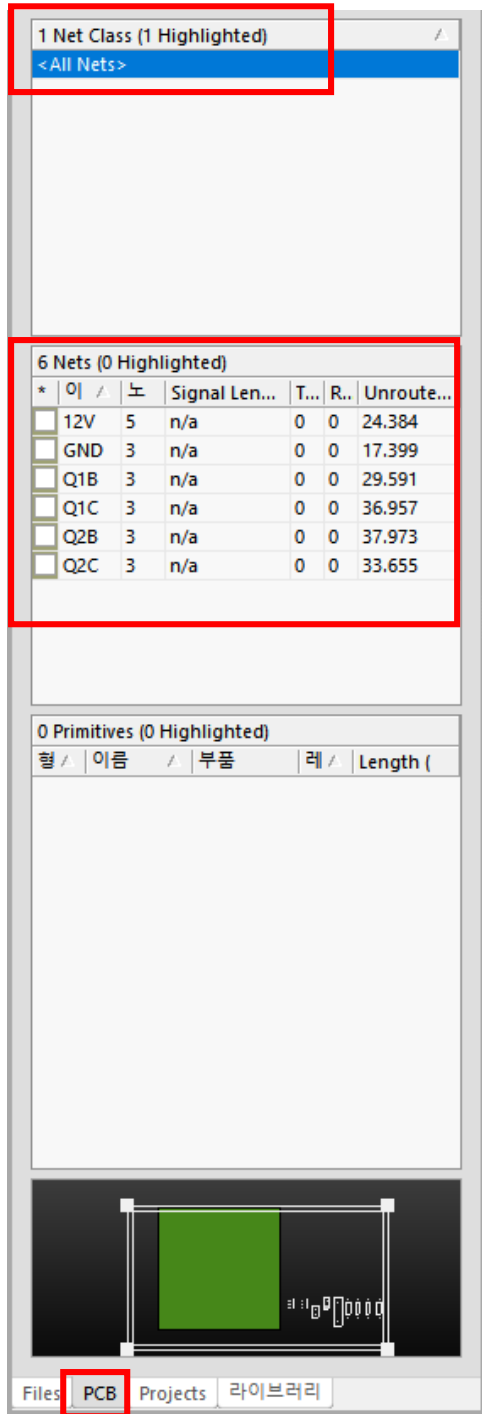 1 Net Class (1 Highlighted)
<All Nets>
6 Nets (0 Highlighted)
* 이 노 Signal Len... T... R.. Unroute...
12V 5 n/a 0 0 24.384
GND 3 n/a 0 0 17.399
Q1B 3 n/a 0 0 29.591
Q1C 3 n/a 0 0 36.957
Q2B 3 n/a 0 0 37.973
Q2C 3 n/a 0 0 33.655
0 Primitives (0 Highlighted)
형 이름 부품 레 Length (
Files PCB Projects 라이브러리